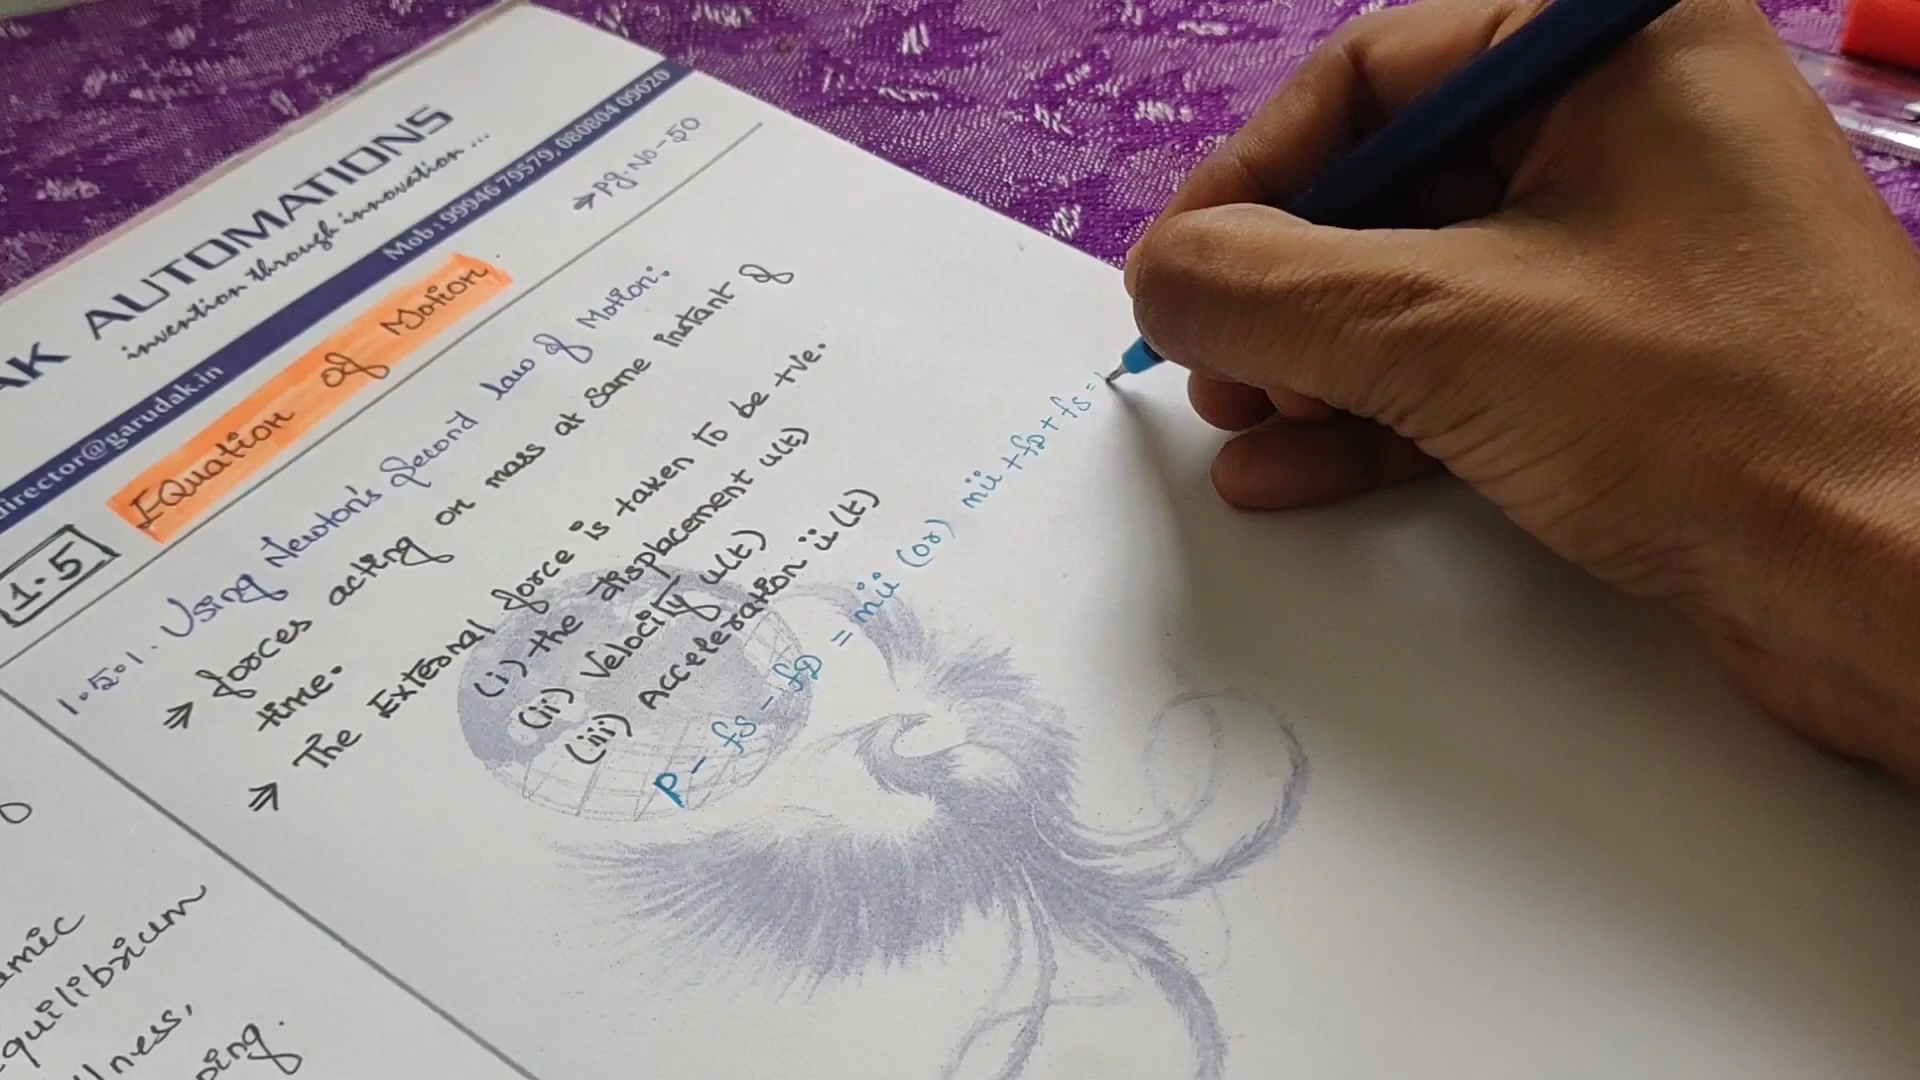 AK AUTOMATIONS
invention through innovation ...
director@garudak.in
Mob : 99946 79579, 080804 09020
⇒ Pg.No-50
1.5
Equation of Motion
1.5.1. Using Newton's Second law of Motion:
⇒ forces acting on mass at same instant of
time.
⇒ The External force is taken to be +ve.
(i) the displacement u(t)
(ii) Velocity u(t)
(iii) Acceleration ü(t)
P - fs - fD = mü (or) mü + fD + fs =
amic
quilibrium
ping.